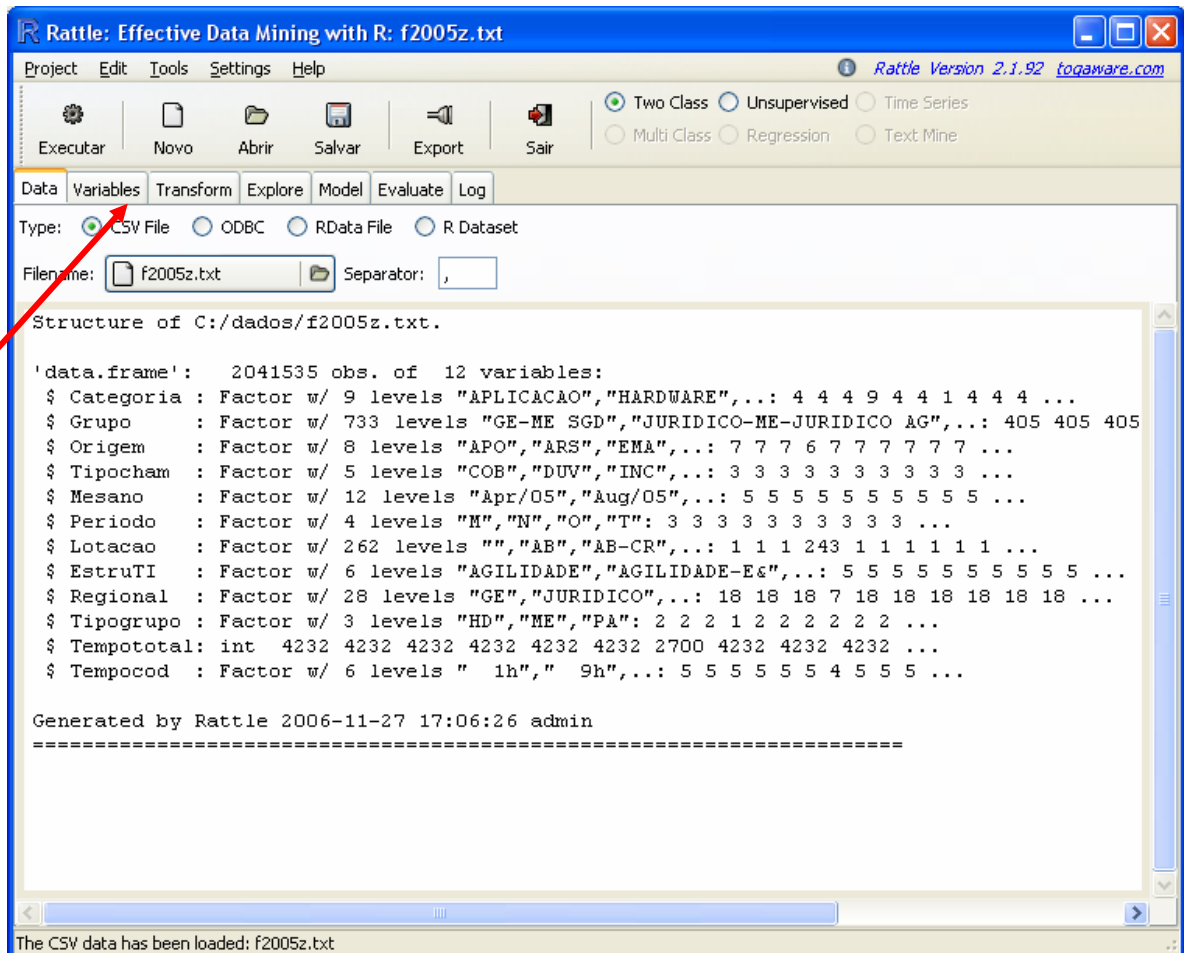 Rattle: Effective Data Mining with R: f2005z.txt
Project Edit Tools Settings Help Rattle Version 2.1.92 togaware.com
Executar Novo Abrir Salvar Export Sair
Two Class Unsupervised Time Series
Multi Class Regression Text Mine
Data Variables Transform Explore Model Evaluate Log
Type: CSV File ODBC RData File R Dataset
Filename: f2005z.txt Separator: ,
Structure of C:/dados/f2005z.txt.
'data.frame': 2041535 obs. of 12 variables:
$ Categoria : Factor w/ 9 levels "APLICACAO","HARDWARE",..: 4 4 4 9 4 4 1 4 4 4 ...
$ Grupo : Factor w/ 733 levels "GE-ME SGD","JURIDICO-ME-JURIDICO AG",..: 405 405 405
$ Origem : Factor w/ 8 levels "APO","ARS","EMA",..: 7 7 7 6 7 7 7 7 7 7 ...
$ Tipocham : Factor w/ 5 levels "COB","DUV","INC",..: 3 3 3 3 3 3 3 3 3 3 ...
$ Mesano : Factor w/ 12 levels "Apr/05","Aug/05",..: 5 5 5 5 5 5 5 5 5 5 ...
$ Periodo : Factor w/ 4 levels "M","N","O","T": 3 3 3 3 3 3 3 3 3 3 ...
$ Lotacao : Factor w/ 262 levels "","AB","AB-CR",..: 1 1 1 243 1 1 1 1 1 1 ...
$ EstruTI : Factor w/ 6 levels "AGILIDADE","AGILIDADE-E&",..: 5 5 5 5 5 5 5 5 5 5 ...
$ Regional : Factor w/ 28 levels "GE","JURIDICO",..: 18 18 18 7 18 18 18 18 18 18 ...
$ Tipogrupo : Factor w/ 3 levels "HD","ME","PA": 2 2 2 1 2 2 2 2 2 2 ...
$ Tempototal: int 4232 4232 4232 4232 4232 4232 2700 4232 4232 4232 ...
$ Tempocod : Factor w/ 6 levels "  1h","  9h",..: 5 5 5 5 5 5 4 5 5 5 ...
Generated by Rattle 2006-11-27 17:06:26 admin
======================================================================
The CSV data has been loaded: f2005z.txt